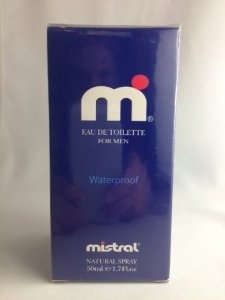 m®
EAU DE TOILETTE
FOR MEN
Waterproof
mistral®
NATURAL SPRAY
50ml e 1.7Fl.oz